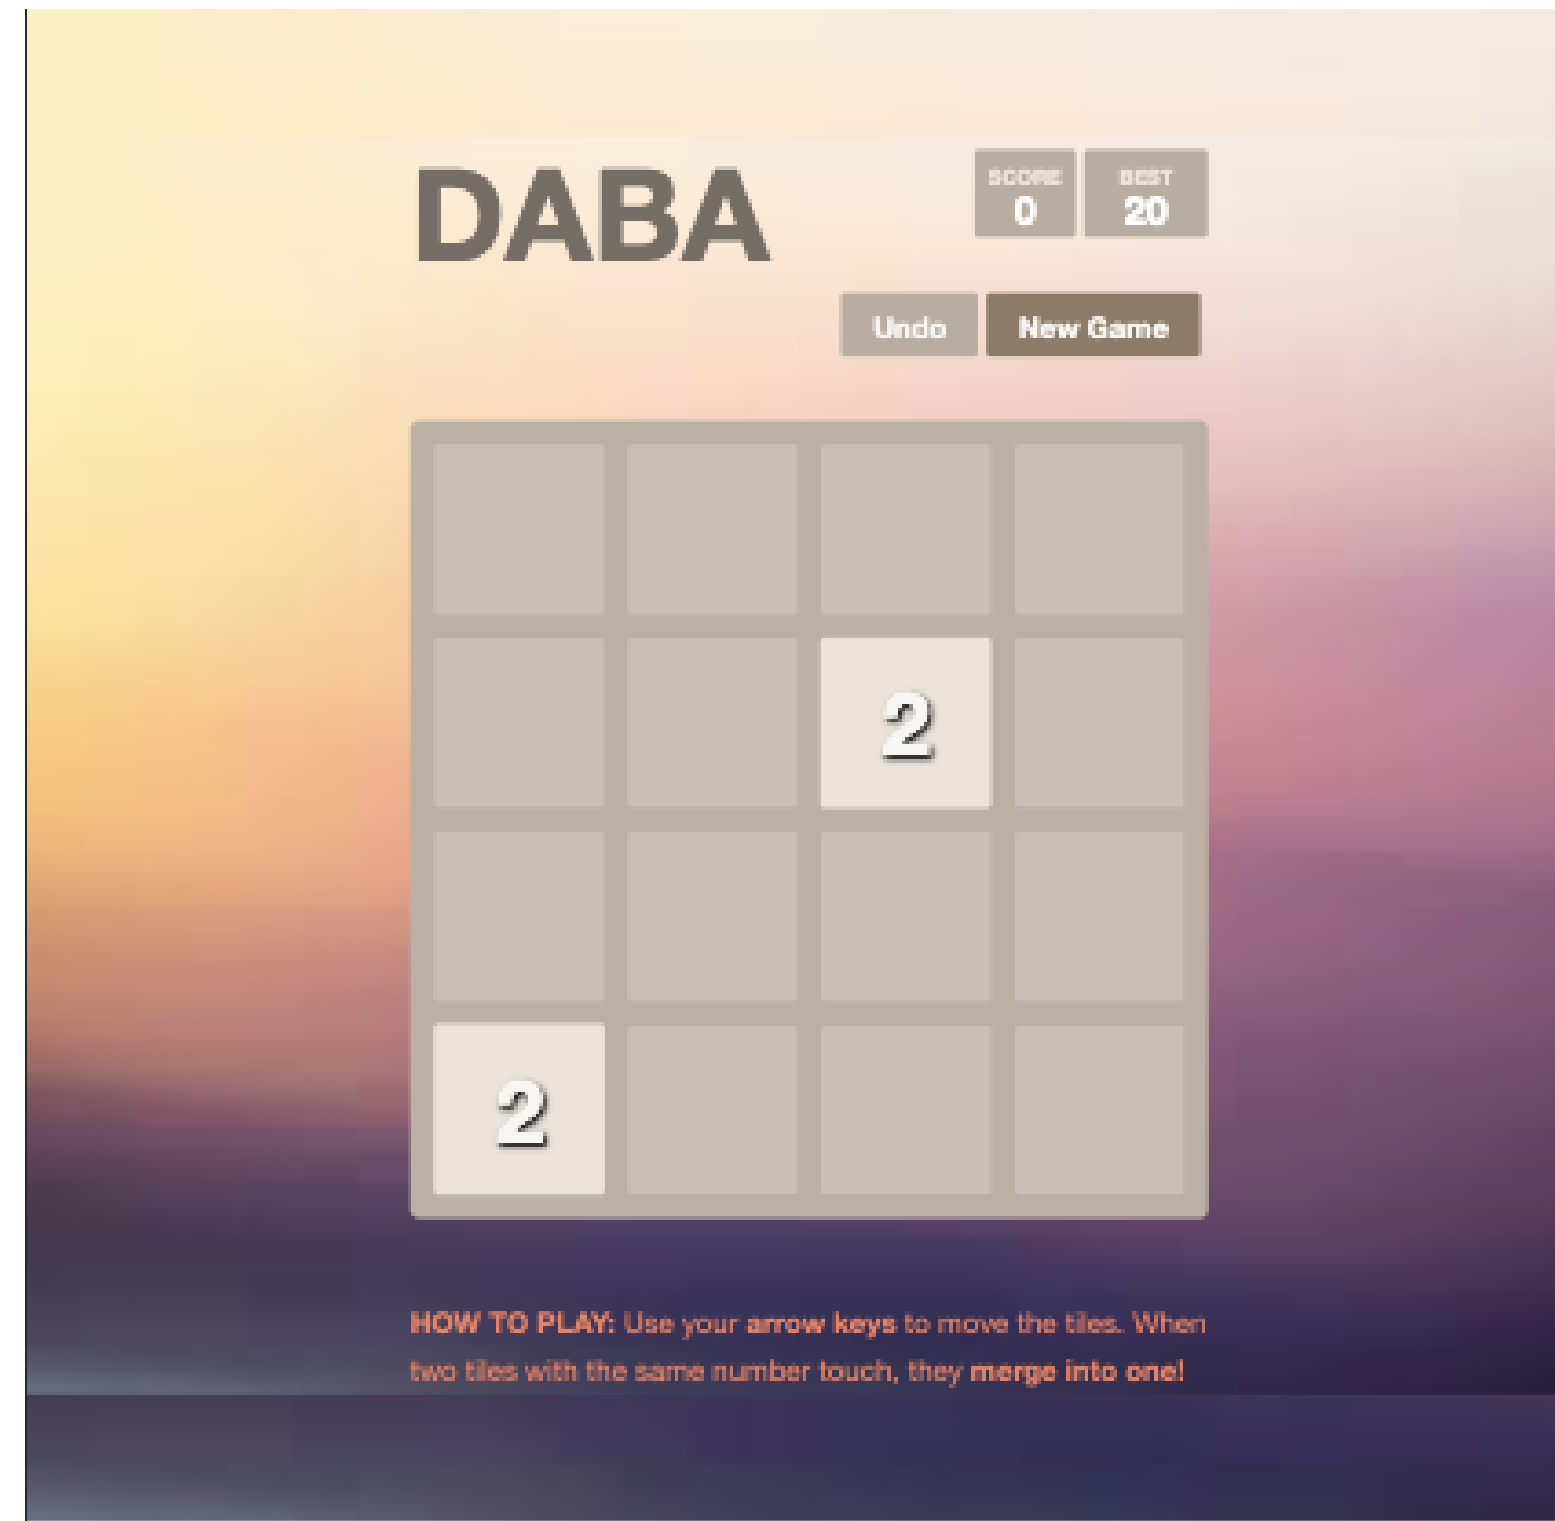 DABA
SCORE
0
BEST
20
Undo
New Game
2
2
HOW TO PLAY: Use your arrow keys to move the tiles. When
two tiles with the same number touch, they merge into one!